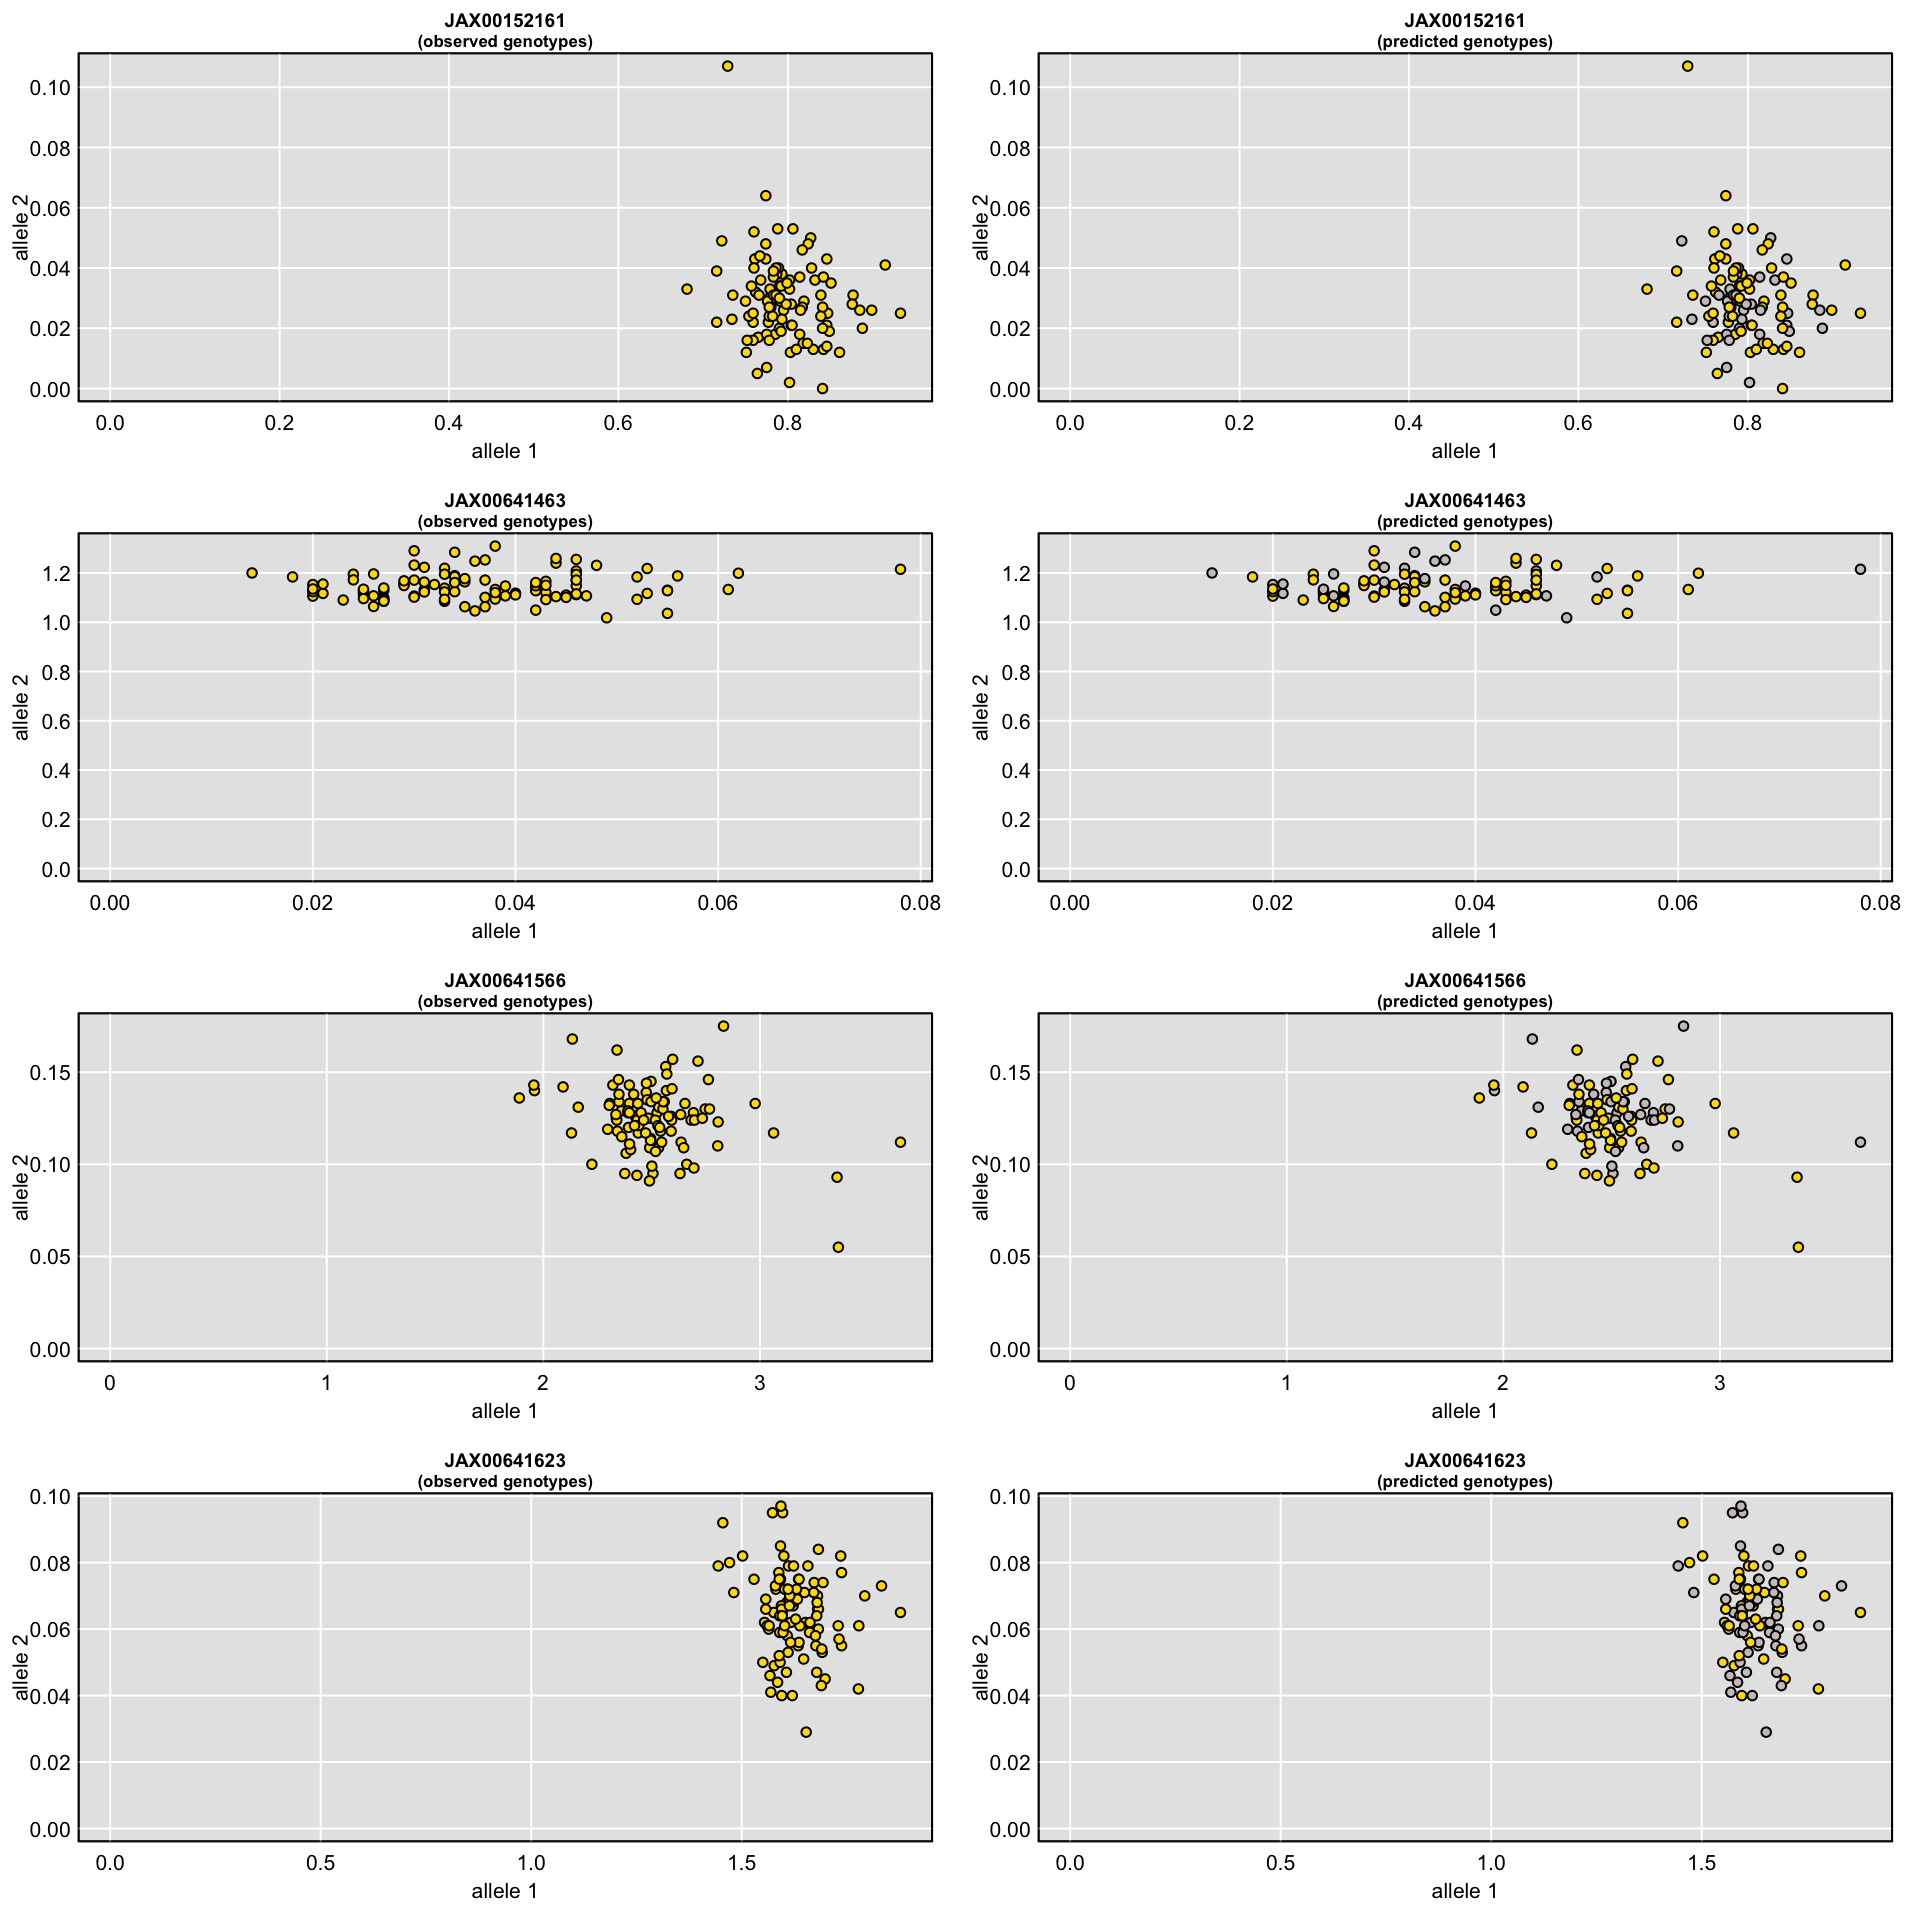 JAX00152161
(observed genotypes)
allele 2
0.10
0.08
0.06
0.04
0.02
0.00
0.0 0.2 0.4 0.6 0.8
allele 1
JAX00152161
(predicted genotypes)
allele 2
0.10
0.08
0.06
0.04
0.02
0.00
0.0 0.2 0.4 0.6 0.8
allele 1
JAX00641463
(observed genotypes)
allele 2
1.2
1.0
0.8
0.6
0.4
0.2
0.0
0.00 0.02 0.04 0.06 0.08
allele 1
JAX00641463
(predicted genotypes)
allele 2
1.2
1.0
0.8
0.6
0.4
0.2
0.0
0.00 0.02 0.04 0.06 0.08
allele 1
JAX00641566
(observed genotypes)
allele 2
0.15
0.10
0.05
0.00
0 1 2 3
allele 1
JAX00641566
(predicted genotypes)
allele 2
0.15
0.10
0.05
0.00
0 1 2 3
allele 1
JAX00641623
(observed genotypes)
allele 2
0.10
0.08
0.06
0.04
0.02
0.00
0.0 0.5 1.0 1.5
allele 1
JAX00641623
(predicted genotypes)
allele 2
0.10
0.08
0.06
0.04
0.02
0.00
0.0 0.5 1.0 1.5
allele 1